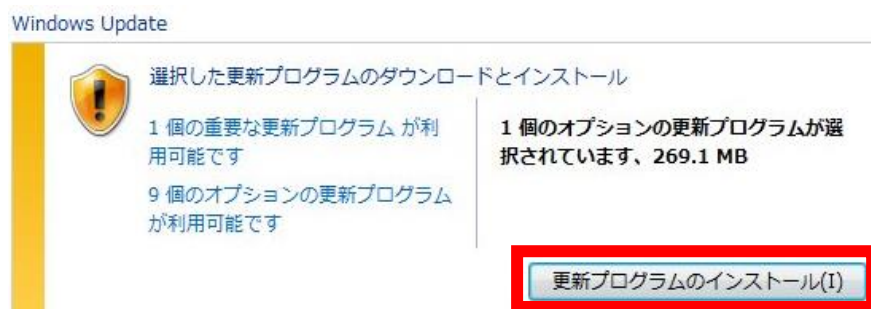 Windows Update
選択した更新プログラムのダウンロードとインストール
1 個の重要な更新プログラム が利
用可能です
9 個のオプションの更新プログラム
が利用可能です
1 個のオプションの更新プログラムが選
択されています、269.1 MB
更新プログラムのインストール(I)